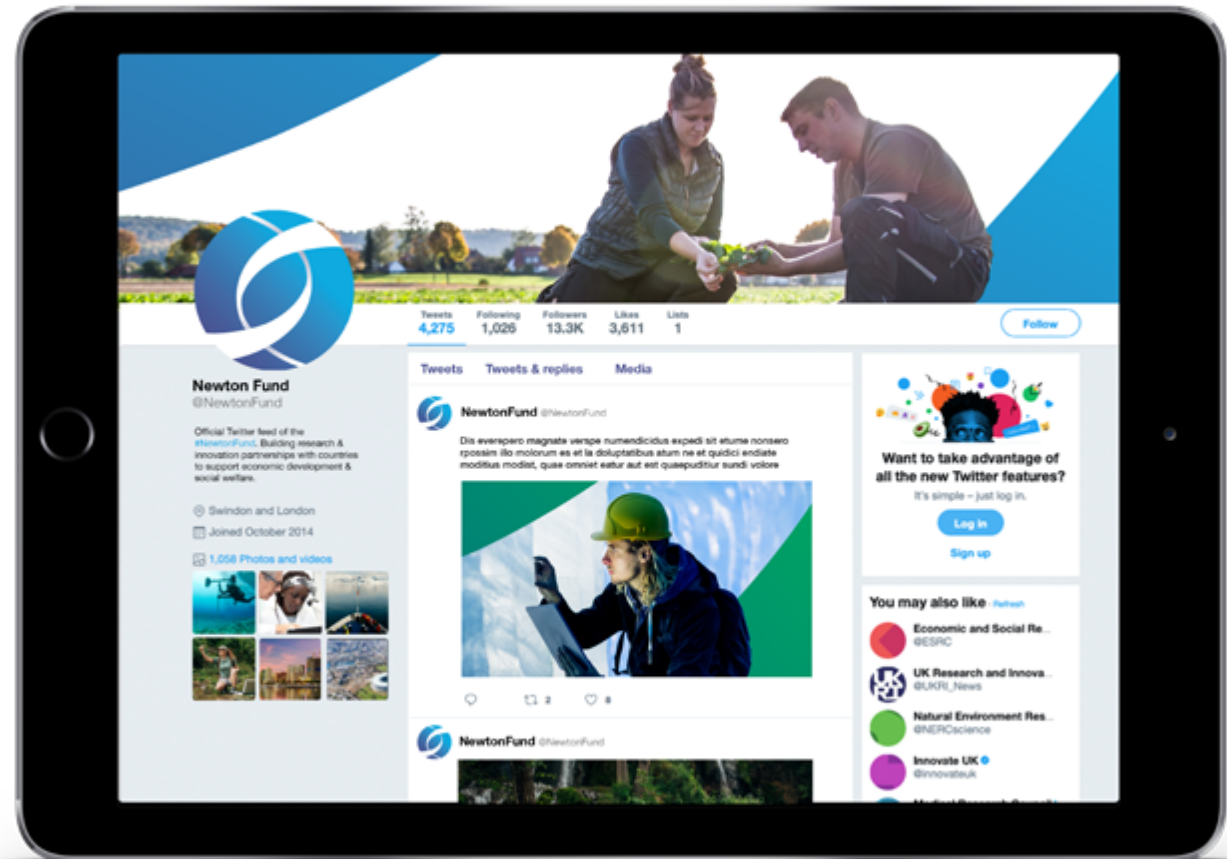 Tweets
4,275
Following
1,026
Followers
13.3K
Likes
3,611
Lists
1
Follow
Newton Fund
@NewtonFund
Official Twitter feed of the
#NewtonFund. Building research &
innovation partnerships with countries
to support economic development &
social welfare.
Swindon and London
Joined October 2014
1,058 Photos and videos
Tweets Tweets & replies Media
NewtonFund @NewtonFund
Dis everepero magnate verspe numendicidus expedi sit etume nonsero
rpossim illo molorum es et la doluptatibus atum ne et quidici endiate
moditius modist, quae omniet eatur aut est quaepuditiur sundi volore
2
8
NewtonFund @NewtonFund
Want to take advantage of
all the new Twitter features?
It's simple – just log in.
Log in
Sign up
You may also like · Refresh
Economic and Social Re...
@ESRC
UK Research and Innova...
@UKRI_News
Natural Environment Res...
@NERCscience
Innovate UK
@innovateuk
Medical Research Council